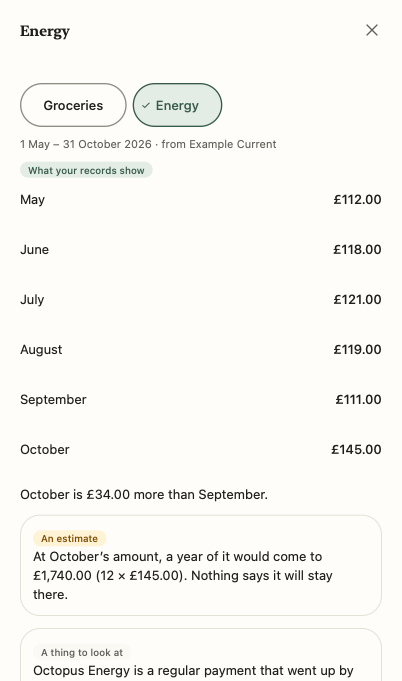 Energy
Groceries
Energy
1 May – 31 October 2026 · from Example Current
What your records show
May £112.00
June £118.00
July £121.00
August £119.00
September £111.00
October £145.00
October is £34.00 more than September.
An estimate
At October’s amount, a year of it would come to
£1,740.00 (12 × £145.00). Nothing says it will stay
there.
A thing to look at
Octopus Energy is a regular payment that went up by